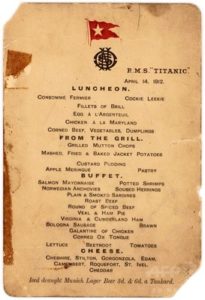 R.M.S. "TITANIC"
APRIL 14, 1912.
LUNCHEON.
CONSOMMÉ FERMIER COCKIE LEEKIE
FILLETS OF BRILL
EGG À L'ARGENTEUIL
CHICKEN À LA MARYLAND
CORNED BEEF, VEGETABLES, DUMPLINGS
FROM THE GRILL.
GRILLED MUTTON CHOPS
MASHED, FRIED & BAKED JACKET POTATOES
CUSTARD PUDDING
APPLE MERINGUE PASTRY
BUFFET.
SALMON MAYONNAISE POTTED SHRIMPS
NORWEGIAN ANCHOVIES SOUSED HERRINGS
PLAIN & SMOKED SARDINES
ROAST BEEF
ROUND OF SPICED BEEF
VEAL & HAM PIE
VIRGINIA & CUMBERLAND HAM
BOLOGNA SAUSAGE BRAWN
GALANTINE OF CHICKEN
CORNED OX TONGUE
LETTUCE BEETROOT TOMATOES
CHEESE.
CHESHIRE, STILTON, GORGONZOLA, EDAM,
CAMEMBERT, ROQUEFORT, ST. IVEL,
CHEDDAR
Iced draught Munich Lager Beer 3d. & 6d. a Tankard.